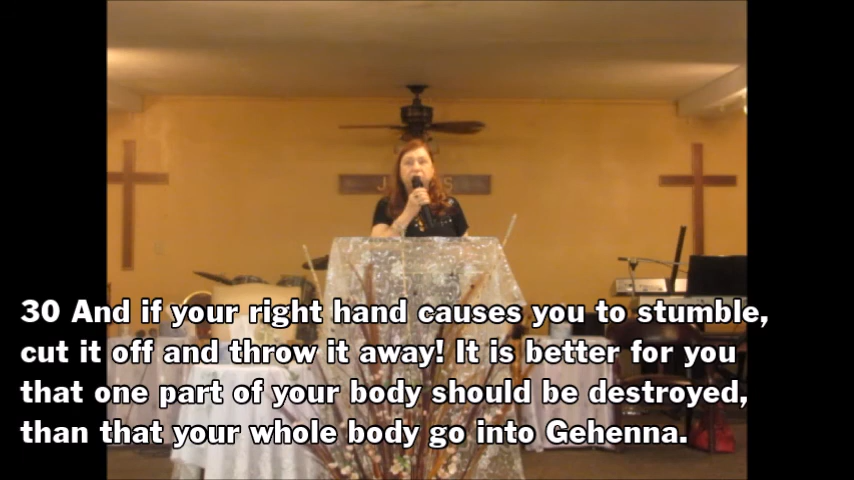 30 And if your right hand causes you to stumble,
cut it off and throw it away! It is better for you
that one part of your body should be destroyed,
than that your whole body go into Gehenna.